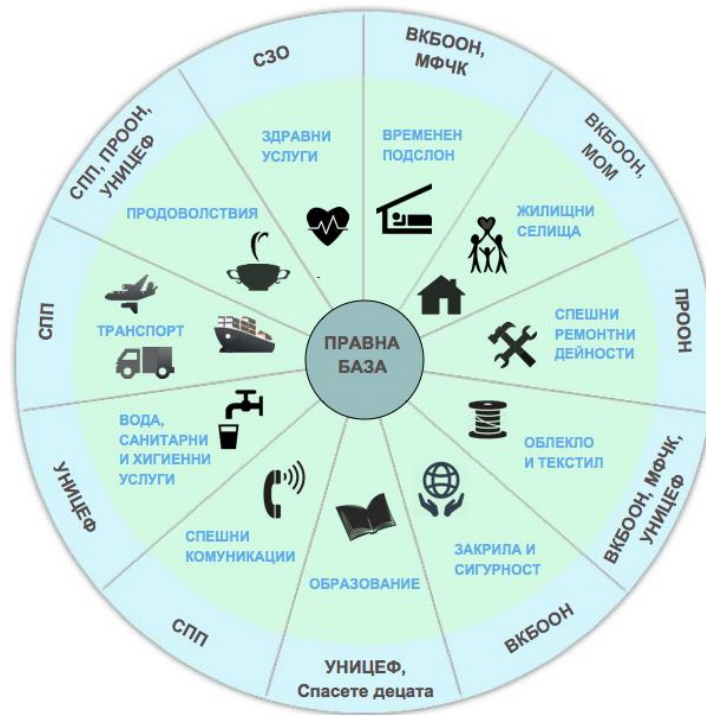 ВКБООН,
МФЧК
ВРЕМЕНЕН
ПОДСЛОН
ВКБООН,
МОМ
ЖИЛИЩНИ
СЕЛИЩА
ПРООН
СПЕШНИ
РЕМОНТНИ
ДЕЙНОСТИ
ВКБООН, МФЧК,
УНИЦЕФ
ОБЛЕКЛО
И ТЕКСТИЛ
ВКБООН
ЗАКРИЛА И
СИГУРНОСТ
УНИЦЕФ,
Спасете децата
ОБРАЗОВАНИЕ
СПП
СПЕШНИ
КОМУНИКАЦИИ
УНИЦЕФ
ВОДА,
САНИТАРНИ
И ХИГИЕННИ
УСЛУГИ
СПП
ТРАНСПОРТ
СПП, ПРООН,
УНИЦЕФ
ПРОДОВОЛСТВИЯ
СЗО
ЗДРАВНИ
УСЛУГИ
ПРАВНА
БАЗА